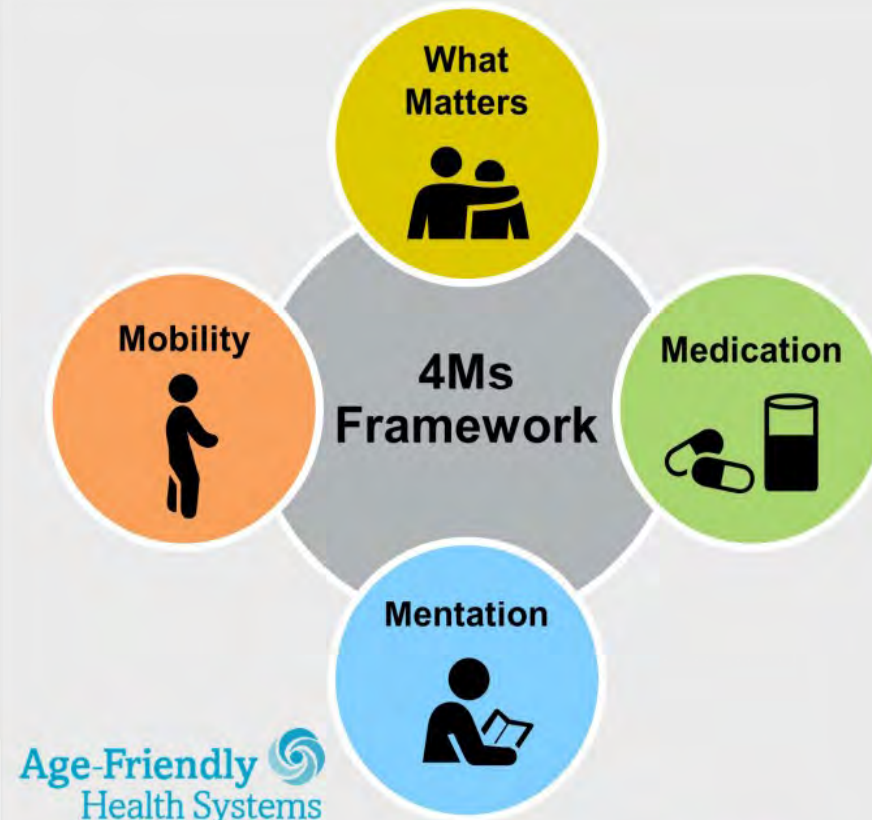 What
Matters
Mobility
4Ms
Framework
Medication
Mentation
Age-Friendly
Health Systems